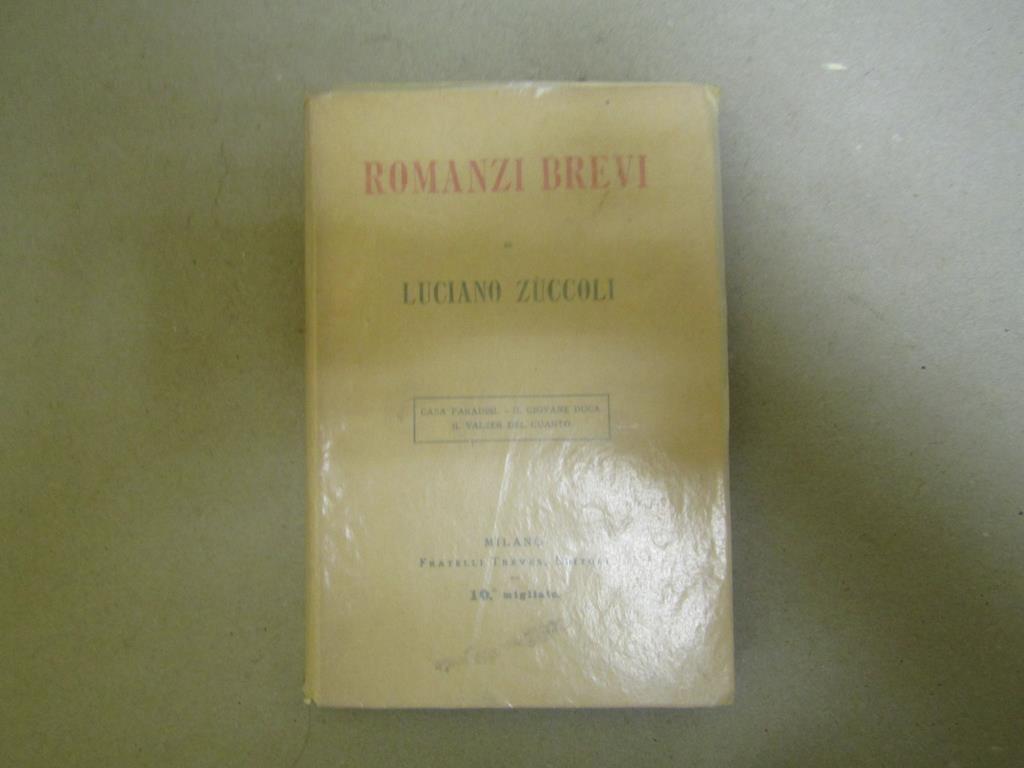 ROMANZI BREVI
DI
LUCIANO ZÙCCOLI
CASA PARADISI. - IL GIOVANE DUCA
IL VALZER DEL GUANTO.
MILANO
FRATELLI TREVES, EDITORI
10.° migliaio.